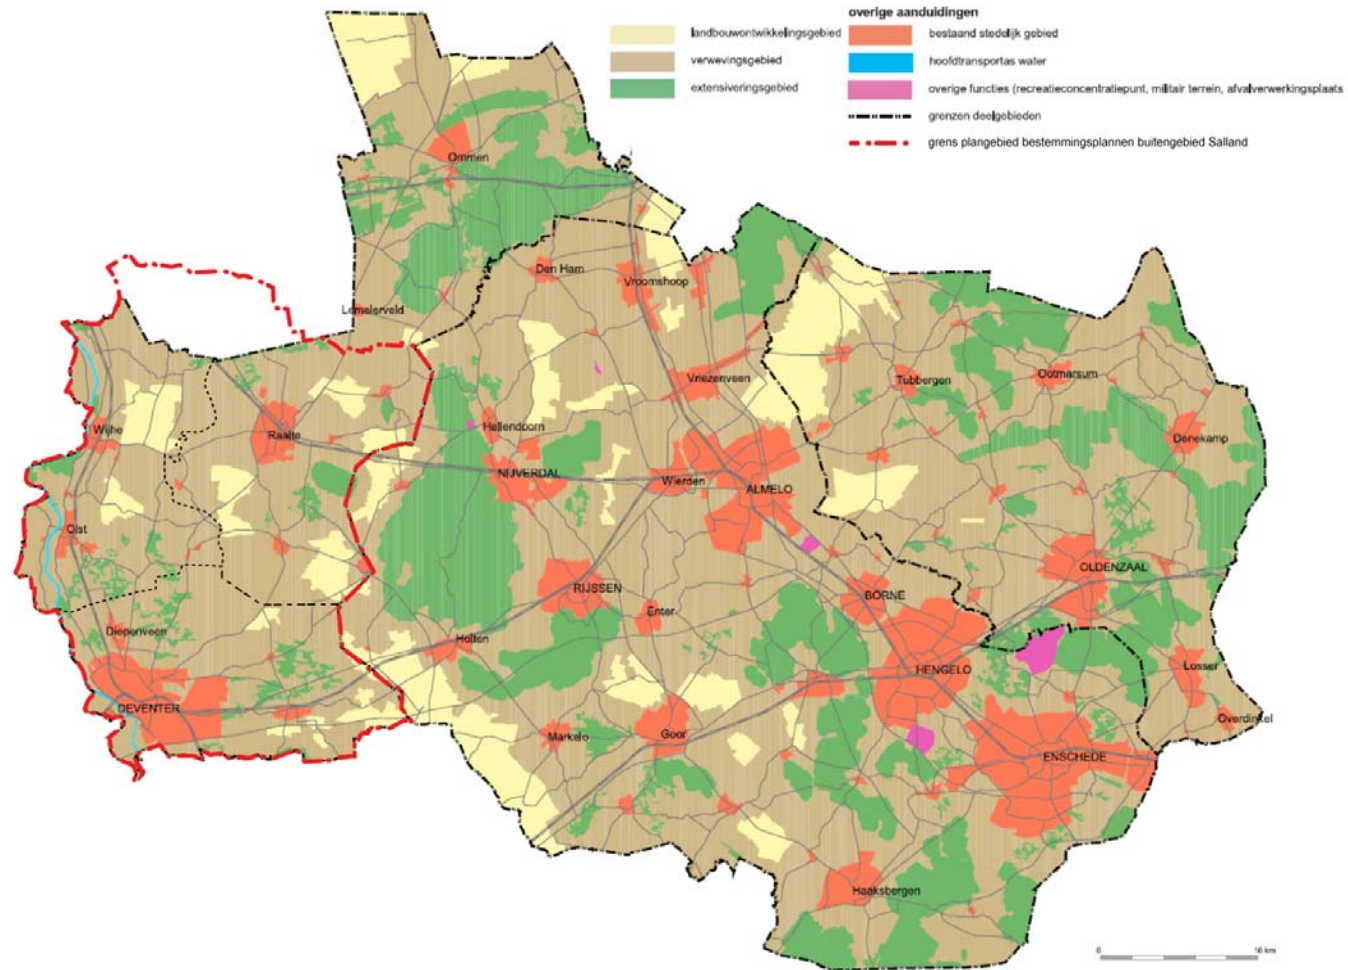 overige aanduidingen
landbouwontwikkelingsgebied
bestaand stedelijk gebied
verwevingsgebied
hoofdtransportas water
extensiveringsgebied
overige functies (recreatieconcentratiepunt, militair terrein, afvalverwerkingsplaats
grenzen deelgebieden
grens plangebied bestemmingsplannen buitengebied Salland
Ommen
Den Ham
Vroomshoop
Lemelerveld
Vriezenveen
Tubbergen
Ootmarsum
Hellendoorn
Wijhe
Raalte
Denekamp
NIJVERDAL
Wierden
ALMELO
Olst
OLDENZAAL
RIJSSEN
BORNE
Enter
Diepenveen
Holten
HENGELO
Losser
DEVENTER
Overdinkel
Markelo
Goor
ENSCHEDE
Haaksbergen
0 16 km